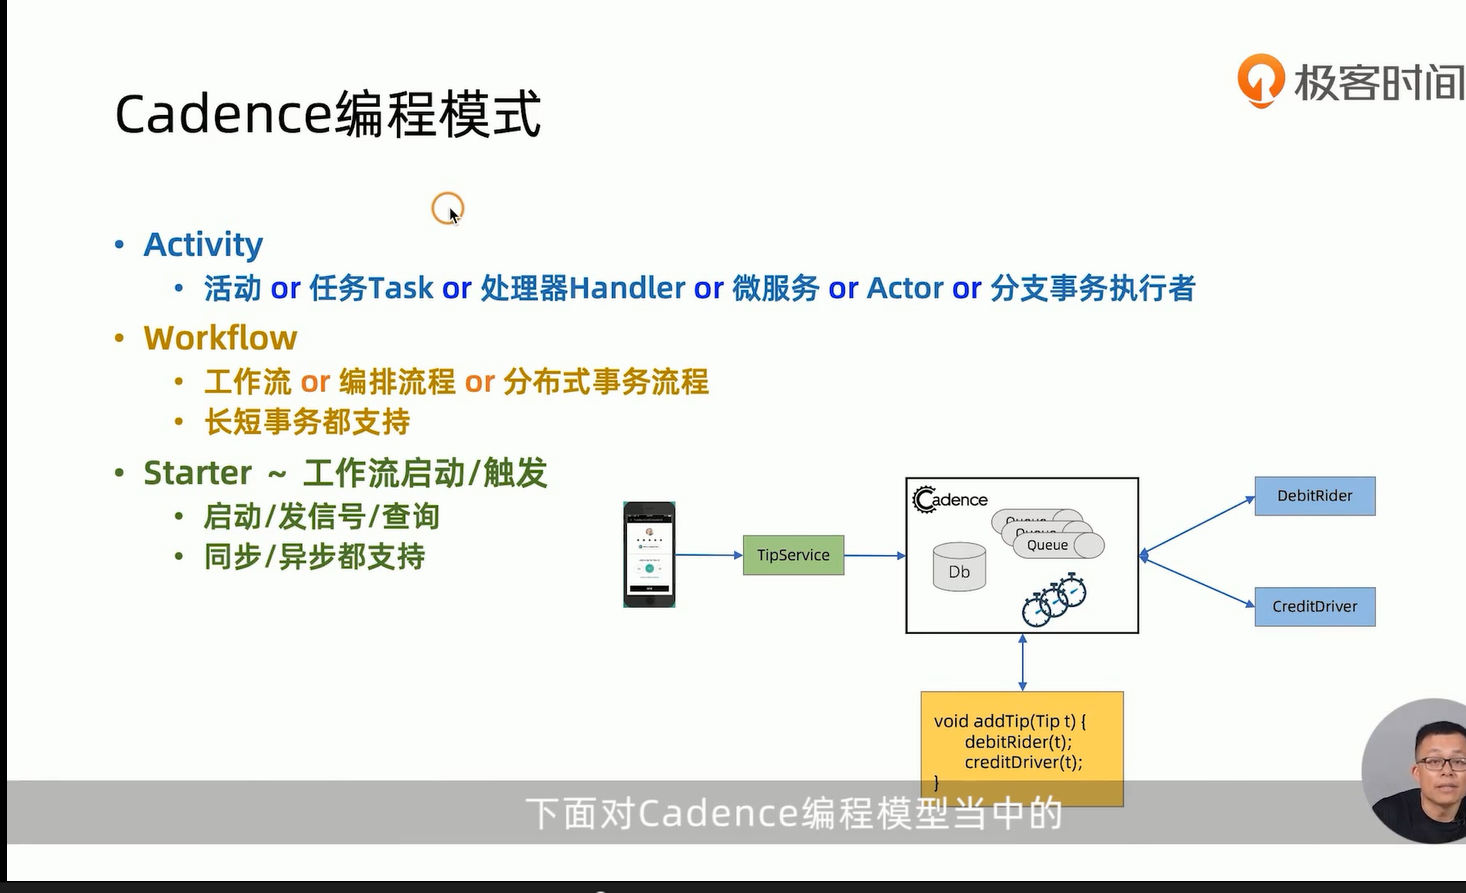 极客时间
Cadence编程模式
• Activity
• 活动 or 任务Task or 处理器Handler or 微服务 or Actor or 分支事务执行者
• Workflow
• 工作流 or 编排流程 or 分布式事务流程
• 长短事务都支持
• Starter ~ 工作流启动/触发
• 启动/发信号/查询
• 同步/异步都支持
TipService
Cadence
Queue
Queue
Queue
Db
DebitRider
CreditDriver
void addTip(Tip t) {
debitRider(t);
creditDriver(t);
}
下面对Cadence编程模型当中的